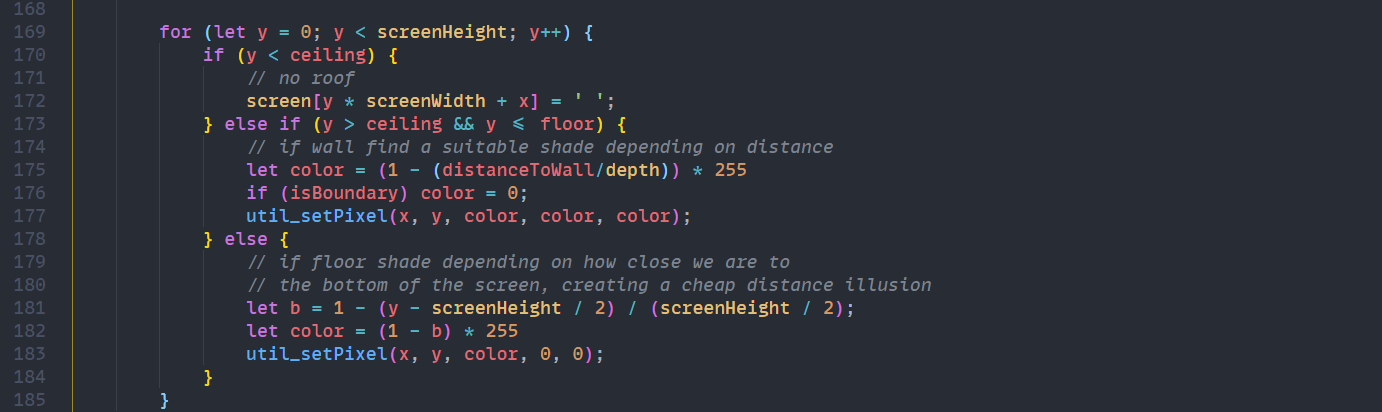 168
169 for (let y = 0; y < screenHeight; y++) {
170 if (y < ceiling) {
171 // no roof
172 screen[y * screenWidth + x] = ' ';
173 } else if (y > ceiling && y <= floor) {
174 // if wall find a suitable shade depending on distance
175 let color = (1 - (distanceToWall/depth)) * 255
176 if (isBoundary) color = 0;
177 util_setPixel(x, y, color, color, color);
178 } else {
179 // if floor shade depending on how close we are to
180 // the bottom of the screen, creating a cheap distance illusion
181 let b = 1 - (y - screenHeight / 2) / (screenHeight / 2);
182 let color = (1 - b) * 255
183 util_setPixel(x, y, color, 0, 0);
184 }
185 }